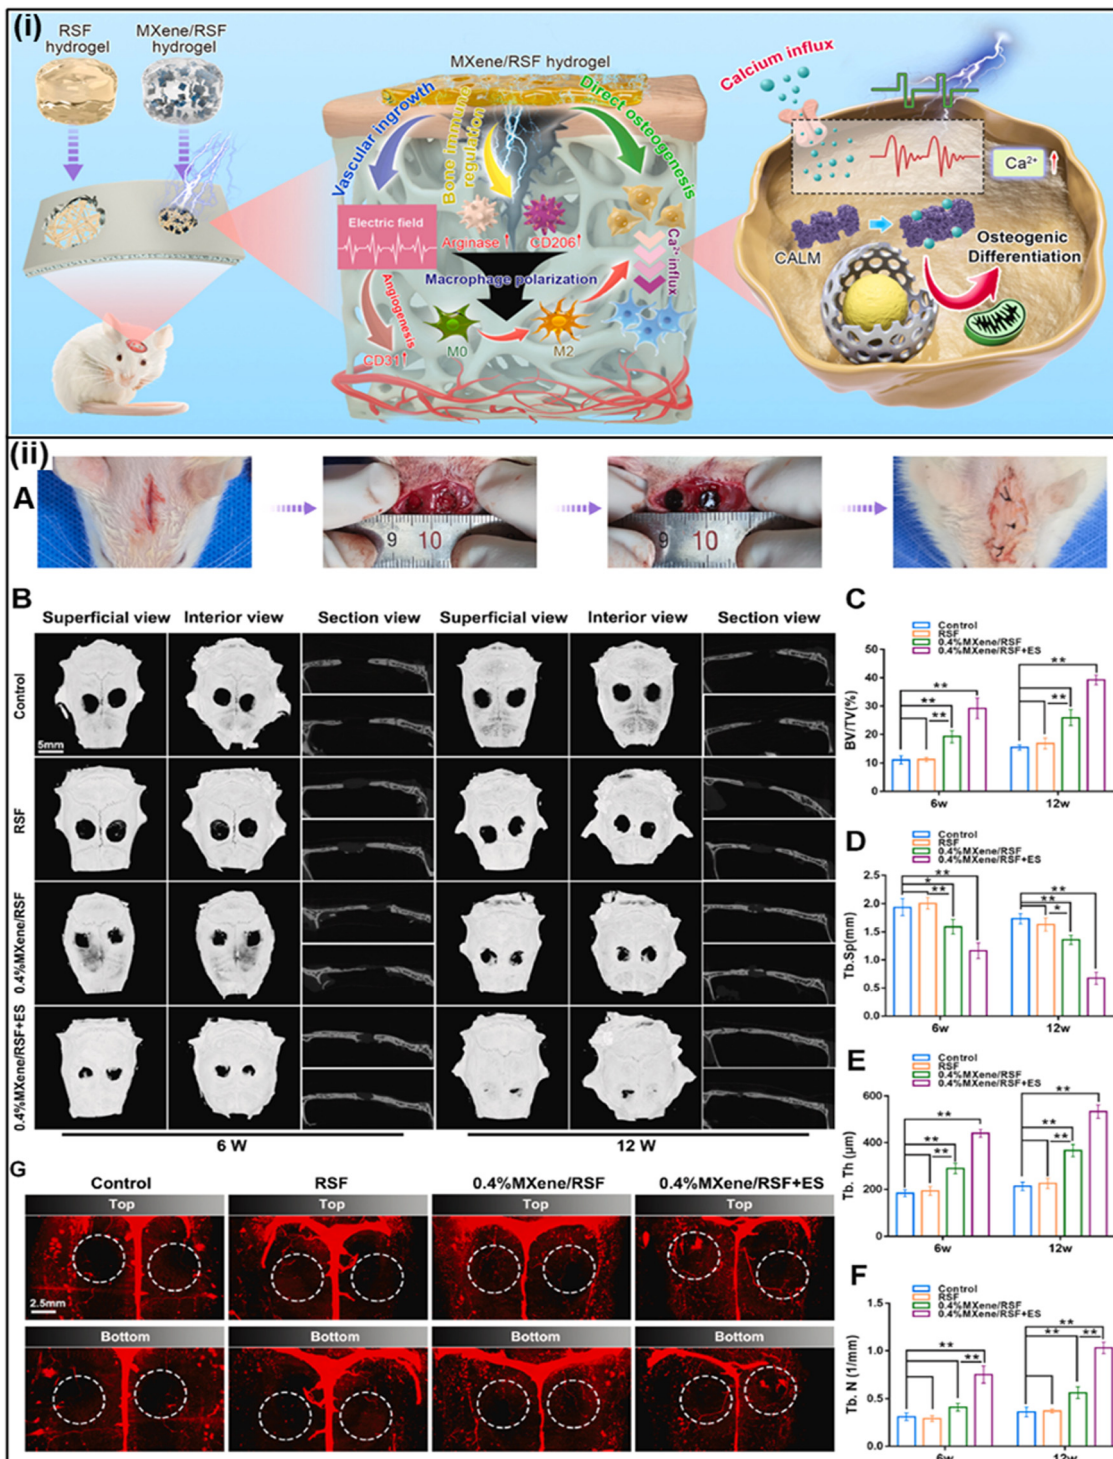 (i)
RSF
hydrogel
MXene/RSF
hydrogel
MXene/RSF hydrogel
Vascular ingrowth
Bone immune
regulation
Direct osteogenesis
Electric field
Arginase↑
CD206↑
Macrophage polarization
Ca²⁺ influx
Angiogenesis
CD31↑
M0
M2
Calcium influx
Ca²⁺ ↑
CALM
Osteogenic
Differentiation
(ii)
A
9 10
9 10
B
Superficial view Interior view Section view Superficial view Interior view Section view
Control
5mm
RSF
0.4%MXene/RSF
0.4%MXene/RSF+ES
6 W
12 W
C
Control
RSF
0.4%MXene/RSF
0.4%MXene/RSF+ES
BV/TV(%)
50
40
30
20
10
0
**
**
**
**
**
**
6w 12w
D
Control
RSF
0.4%MXene/RSF
0.4%MXene/RSF+ES
Tb.Sp(mm)
2.5
2.0
1.5
1.0
0.5
0.0
**
*
**
**
**
*
6w 12w
E
Control
RSF
0.4%MXene/RSF
0.4%MXene/RSF+ES
Tb. Th (μm)
600
400
200
0
**
**
**
**
**
**
6w 12w
F
Control
RSF
0.4%MXene/RSF
0.4%MXene/RSF+ES
Tb. N (1/mm)
1.5
1.0
0.5
0.0
**
**
**
**
**
6w 12w
G
Control RSF 0.4%MXene/RSF 0.4%MXene/RSF+ES
Top Top Top Top
2.5mm
Bottom Bottom Bottom Bottom